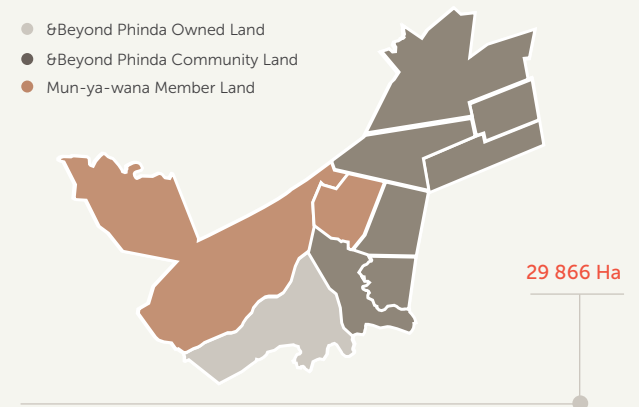 &Beyond Phinda Owned Land
&Beyond Phinda Community Land
Mun-ya-wana Member Land
29 866 Ha